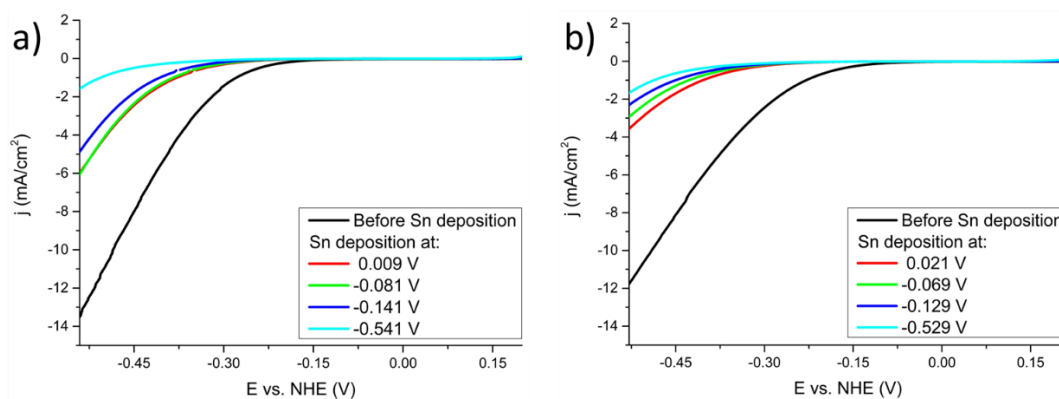 a)
2
0
-2
-4
-6
-8
-10
-12
-14
j (mA/cm²)
-0.45 -0.30 -0.15 0.00 0.15
E vs. NHE (V)
Before Sn deposition
Sn deposition at:
0.009 V
-0.081 V
-0.141 V
-0.541 V
b)
2
0
-2
-4
-6
-8
-10
-12
-14
j (mA/cm²)
-0.45 -0.30 -0.15 0.00 0.15
E vs. NHE (V)
Before Sn deposition
Sn deposition at:
0.021 V
-0.069 V
-0.129 V
-0.529 V